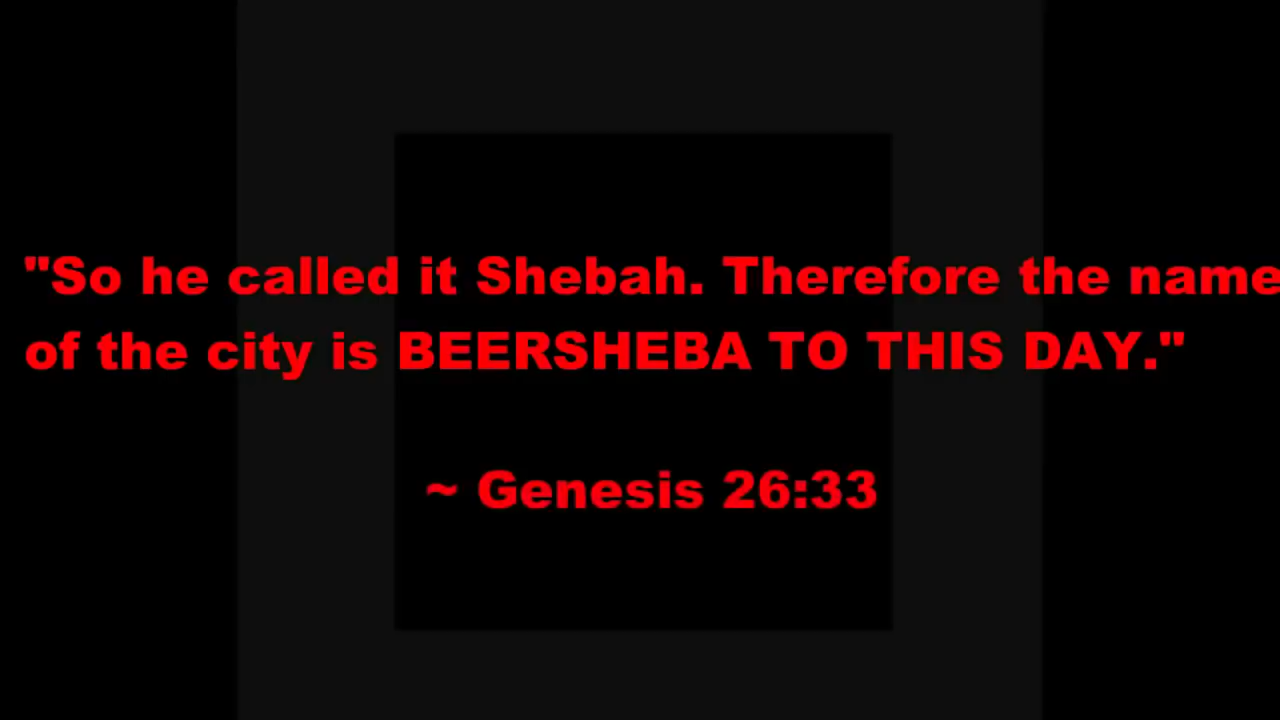 "So he called it Shebah. Therefore the name
of the city is BEERSHEBA TO THIS DAY."
~ Genesis 26:33